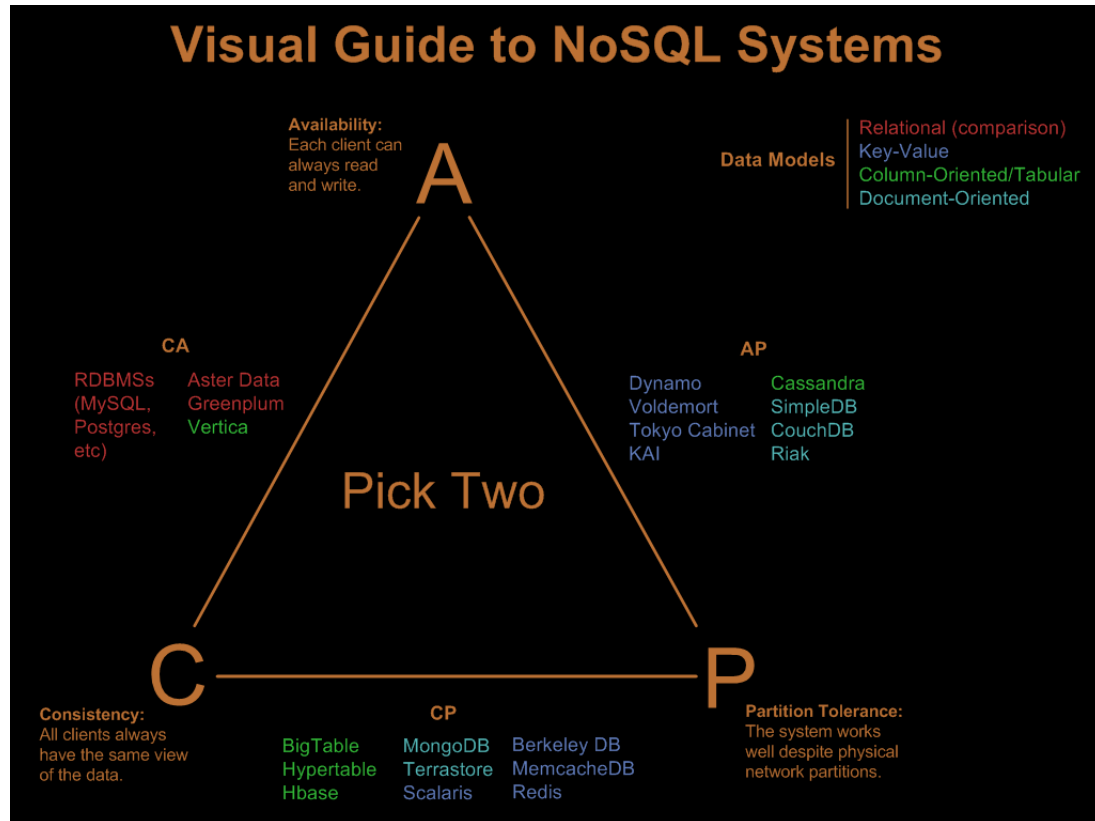 Visual Guide to NoSQL Systems
Availability:
Each client can
always read
and write.
A
Data Models
Relational (comparison)
Key-Value
Column-Oriented/Tabular
Document-Oriented
CA
RDBMSs
(MySQL,
Postgres,
etc)
Aster Data
Greenplum
Vertica
AP
Dynamo
Voldemort
Tokyo Cabinet
KAI
Cassandra
SimpleDB
CouchDB
Riak
Pick Two
C
P
Consistency:
All clients always
have the same view
of the data.
CP
BigTable
Hypertable
Hbase
MongoDB
Terrastore
Scalaris
Berkeley DB
MemcacheDB
Redis
Partition Tolerance:
The system works
well despite physical
network partitions.